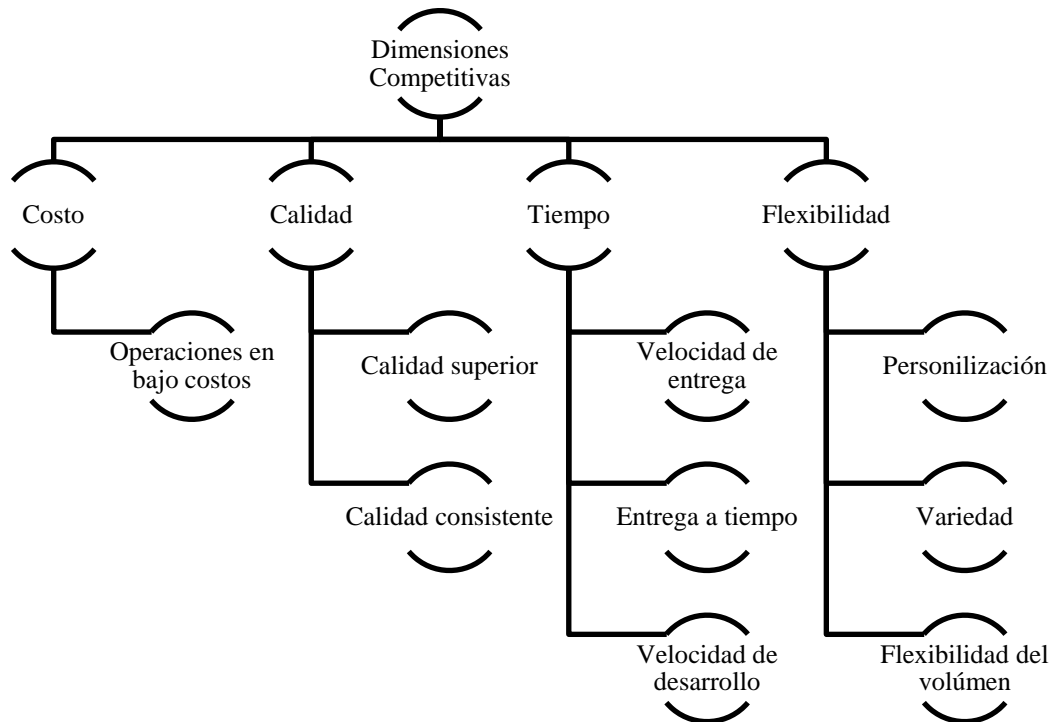 Dimensiones
Competitivas
Costo
Calidad
Tiempo
Flexibilidad
Operaciones en
bajo costos
Calidad superior
Velocidad de
entrega
Personilización
Calidad consistente
Entrega a tiempo
Variedad
Velocidad de
desarrollo
Flexibilidad del
volúmen